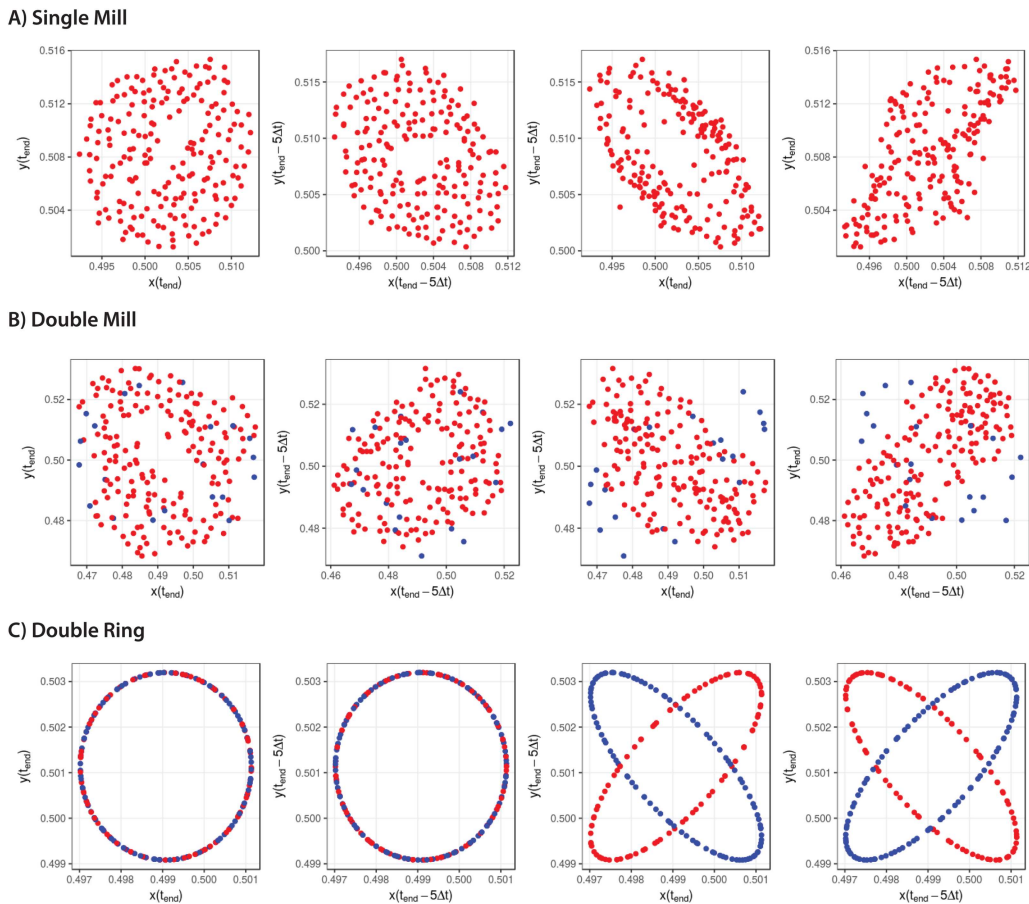 A) Single Mill
0.516
0.512
0.508
0.504
y(tend)
0.496 0.500 0.505 0.510
x(tend)
0.515
0.510
0.505
0.500
y(tend − 5Δt)
0.496 0.500 0.504 0.508 0.512
x(tend − 5Δt)
0.515
0.510
0.505
0.500
y(tend − 5Δt)
0.495 0.500 0.505 0.510
x(tend)
0.516
0.512
0.508
0.504
y(tend)
0.496 0.500 0.504 0.508 0.512
x(tend − 5Δt)
B) Double Mill
0.52
0.50
0.48
y(tend)
0.47 0.48 0.49 0.50 0.51
x(tend)
0.52
0.50
0.48
y(tend − 5Δt)
0.46 0.48 0.50 0.52
x(tend − 5Δt)
0.52
0.50
0.48
y(tend − 5Δt)
0.47 0.48 0.49 0.50 0.51
x(tend)
0.52
0.50
0.48
y(tend)
0.46 0.48 0.50 0.52
x(tend − 5Δt)
C) Double Ring
0.503
0.502
0.501
0.500
0.499
y(tend)
0.497 0.498 0.499 0.500 0.501
x(tend)
0.503
0.502
0.501
0.500
0.499
y(tend − 5Δt)
0.497 0.498 0.499 0.500 0.501
x(tend − 5Δt)
0.503
0.502
0.501
0.500
0.499
y(tend − 5Δt)
0.497 0.498 0.499 0.500 0.501
x(tend)
0.503
0.502
0.501
0.500
0.499
y(tend)
0.497 0.498 0.499 0.500 0.501
x(tend − 5Δt)